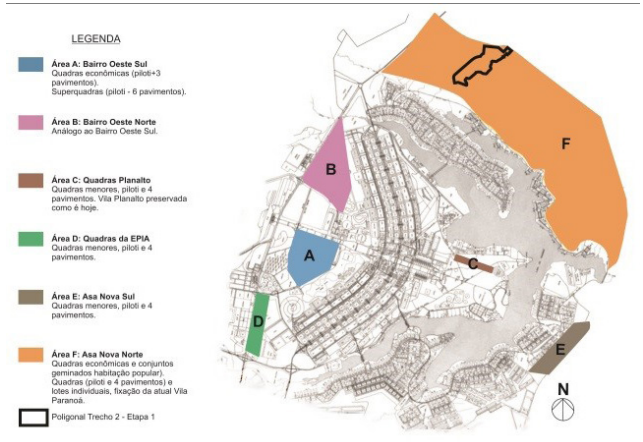 LEGENDA
Área A: Bairro Oeste Sul
Quadras econômicas (piloti+3
pavimentos).
Superquadras (piloti - 6 pavimentos).
Área B: Bairro Oeste Norte
Análogo ao Bairro Oeste Sul.
Área C: Quadras Planalto
Quadras menores, piloti e 4
pavimentos. Vila Planalto preservada
como é hoje.
Área D: Quadras da EPIA
Quadras menores, piloti e 4
pavimentos.
Área E: Asa Nova Sul
Quadras menores, piloti e 4
pavimentos.
Área F: Asa Nova Norte
Quadras econômicas e conjuntos
geminados habitação popular).
Quadras (piloti e 4 pavimentos) e
lotes individuais, fixação da atual Vila
Paranoá.
Poligonal Trecho 2 - Etapa 1
F
B
A
C
D
E
N